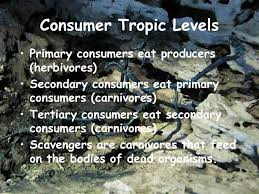 Consumer Tropic Levels
• Primary consumers eat producers
(herbivores)
• Secondary consumers eat primary
consumers (carnivores)
• Tertiary consumers eat secondary
consumers (carnivores)
• Scavengers are carnivores that feed
on the bodies of dead organisms.